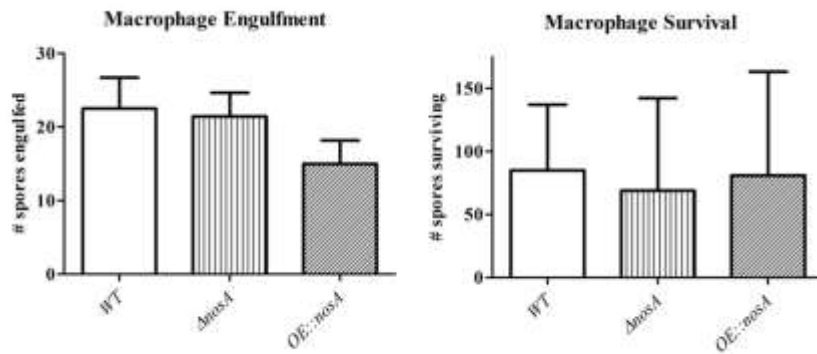 Macrophage Engulfment
# spores engulfed
30
20
10
0
WT
ΔnosA
OE::nosA
Macrophage Survival
# spores surviving
150
100
50
0
WT
ΔnosA
OE::nosA